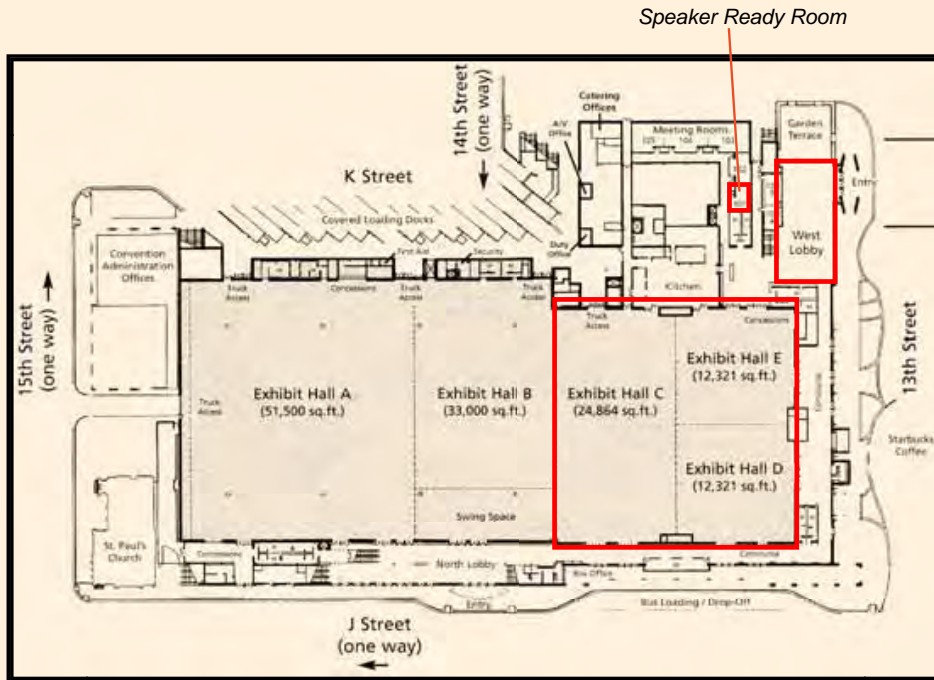 Speaker Ready Room
14th Street
(one way)
Catering
Offices
A/V
Office
Meeting Rooms
105
104
103
Garden
Terrace
K Street
Entry
Covered Loading Docks
West
Lobby
Convention
Administration
Offices
First Aid
Security
Duty
Office
Truck
Access
Concessions
Truck
Access
Truck
Access
Kitchen
15th Street
(one way)
Truck
Access
Concessions
13th Street
Exhibit Hall E
(12,321 sq.ft.)
Exhibit Hall A
(51,500 sq.ft.)
Exhibit Hall B
(33,000 sq.ft.)
Exhibit Hall C
(24,864 sq.ft.)
Truck
Access
Concourse
Starbucks
Coffee
Exhibit Hall D
(12,321 sq.ft.)
Swing Space
St. Paul's
Church
Concessions
North Lobby
Box Office
Concourse
Entry
Bus Loading / Drop-Off
J Street
(one way)